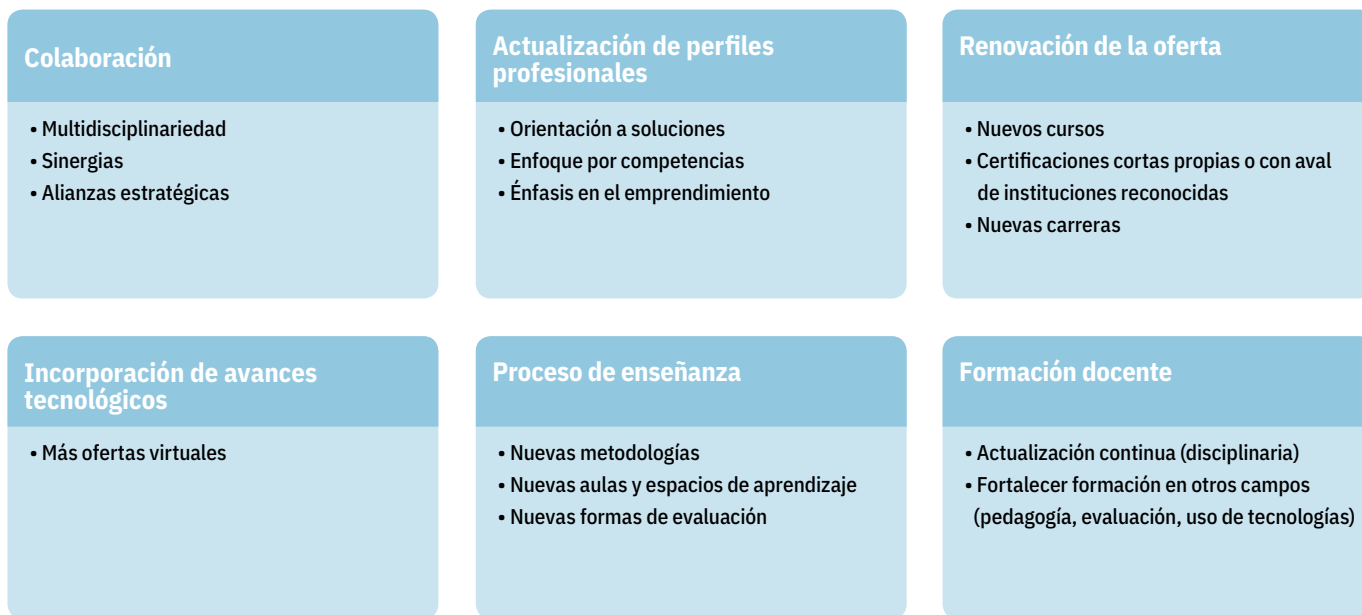 Colaboración
• Multidisciplinariedad
• Sinergias
• Alianzas estratégicas
Actualización de perfiles
profesionales
• Orientación a soluciones
• Enfoque por competencias
• Énfasis en el emprendimiento
Renovación de la oferta
• Nuevos cursos
• Certificaciones cortas propias o con aval
de instituciones reconocidas
• Nuevas carreras
Incorporación de avances
tecnológicos
• Más ofertas virtuales
Proceso de enseñanza
• Nuevas metodologías
• Nuevas aulas y espacios de aprendizaje
• Nuevas formas de evaluación
Formación docente
• Actualización continua (disciplinaria)
• Fortalecer formación en otros campos
(pedagogía, evaluación, uso de tecnologías)